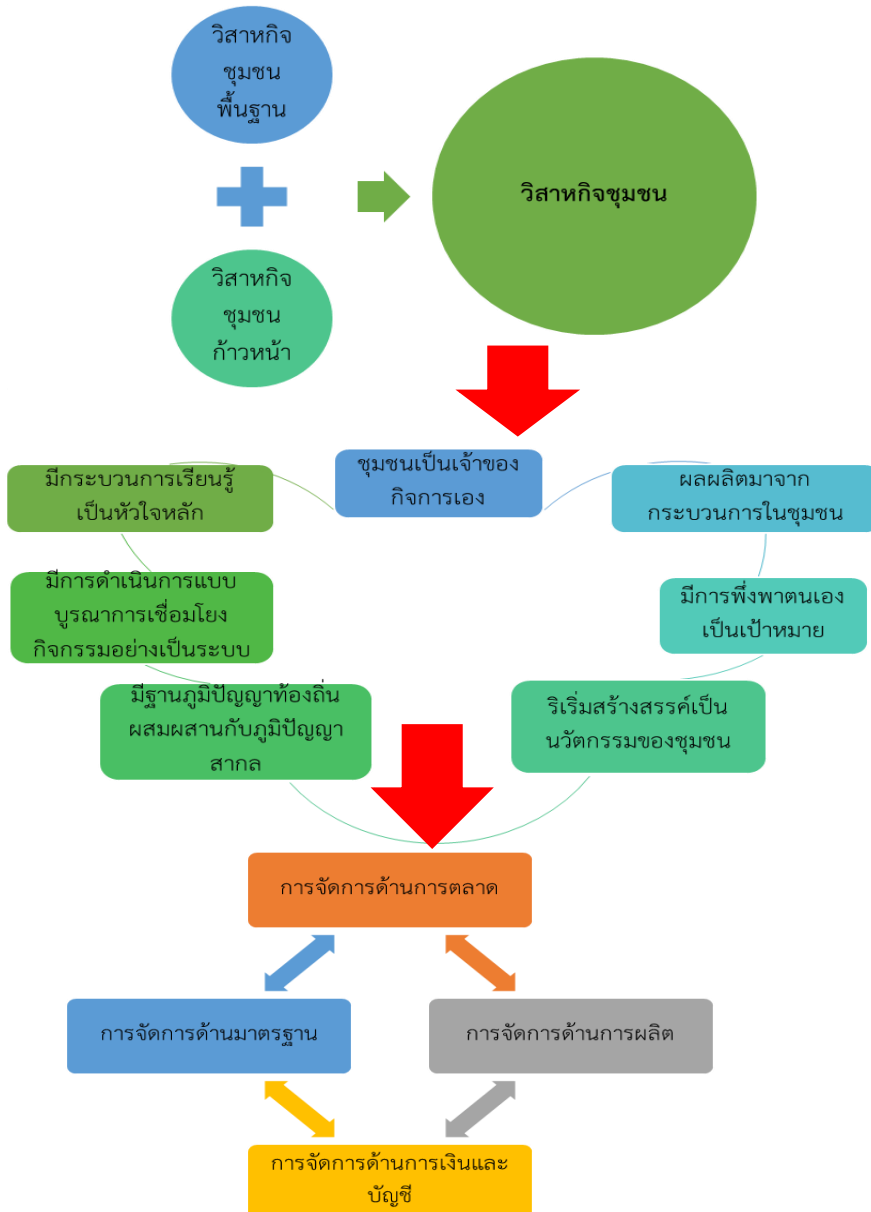 วิสาหกิจ
ชุมชน
พื้นฐาน
วิสาหกิจชุมชน
วิสาหกิจ
ชุมชน
ก้าวหน้า
ชุมชนเป็นเจ้าของ
กิจการเอง
มีกระบวนการเรียนรู้
เป็นหัวใจหลัก
ผลผลิตมาจาก
กระบวนการในชุมชน
มีการดำเนินการแบบ
บูรณาการเชื่อมโยง
กิจกรรมอย่างเป็นระบบ
มีการพึ่งพาตนเอง
เป็นเป้าหมาย
มีฐานภูมิปัญญาท้องถิ่น
ผสมผสานกับภูมิปัญญา
สากล
ริเริ่มสร้างสรรค์เป็น
นวัตกรรมของชุมชน
การจัดการด้านการตลาด
การจัดการด้านมาตรฐาน
การจัดการด้านการผลิต
การจัดการด้านการเงินและ
บัญชี